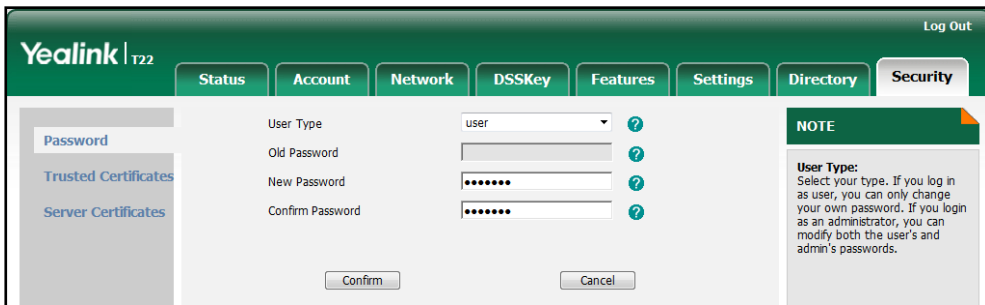 Log Out
Yealink | T22
Status Account Network DSSKey Features Settings Directory Security
Password
Trusted Certificates
Server Certificates
User Type user ?
Old Password ?
New Password ••••••• ?
Confirm Password ••••••• ?
Confirm Cancel
NOTE
User Type:
Select your type. If you log in
as user, you can only change
your own password. If you login
as an administrator, you can
modify both the user's and
admin's passwords.